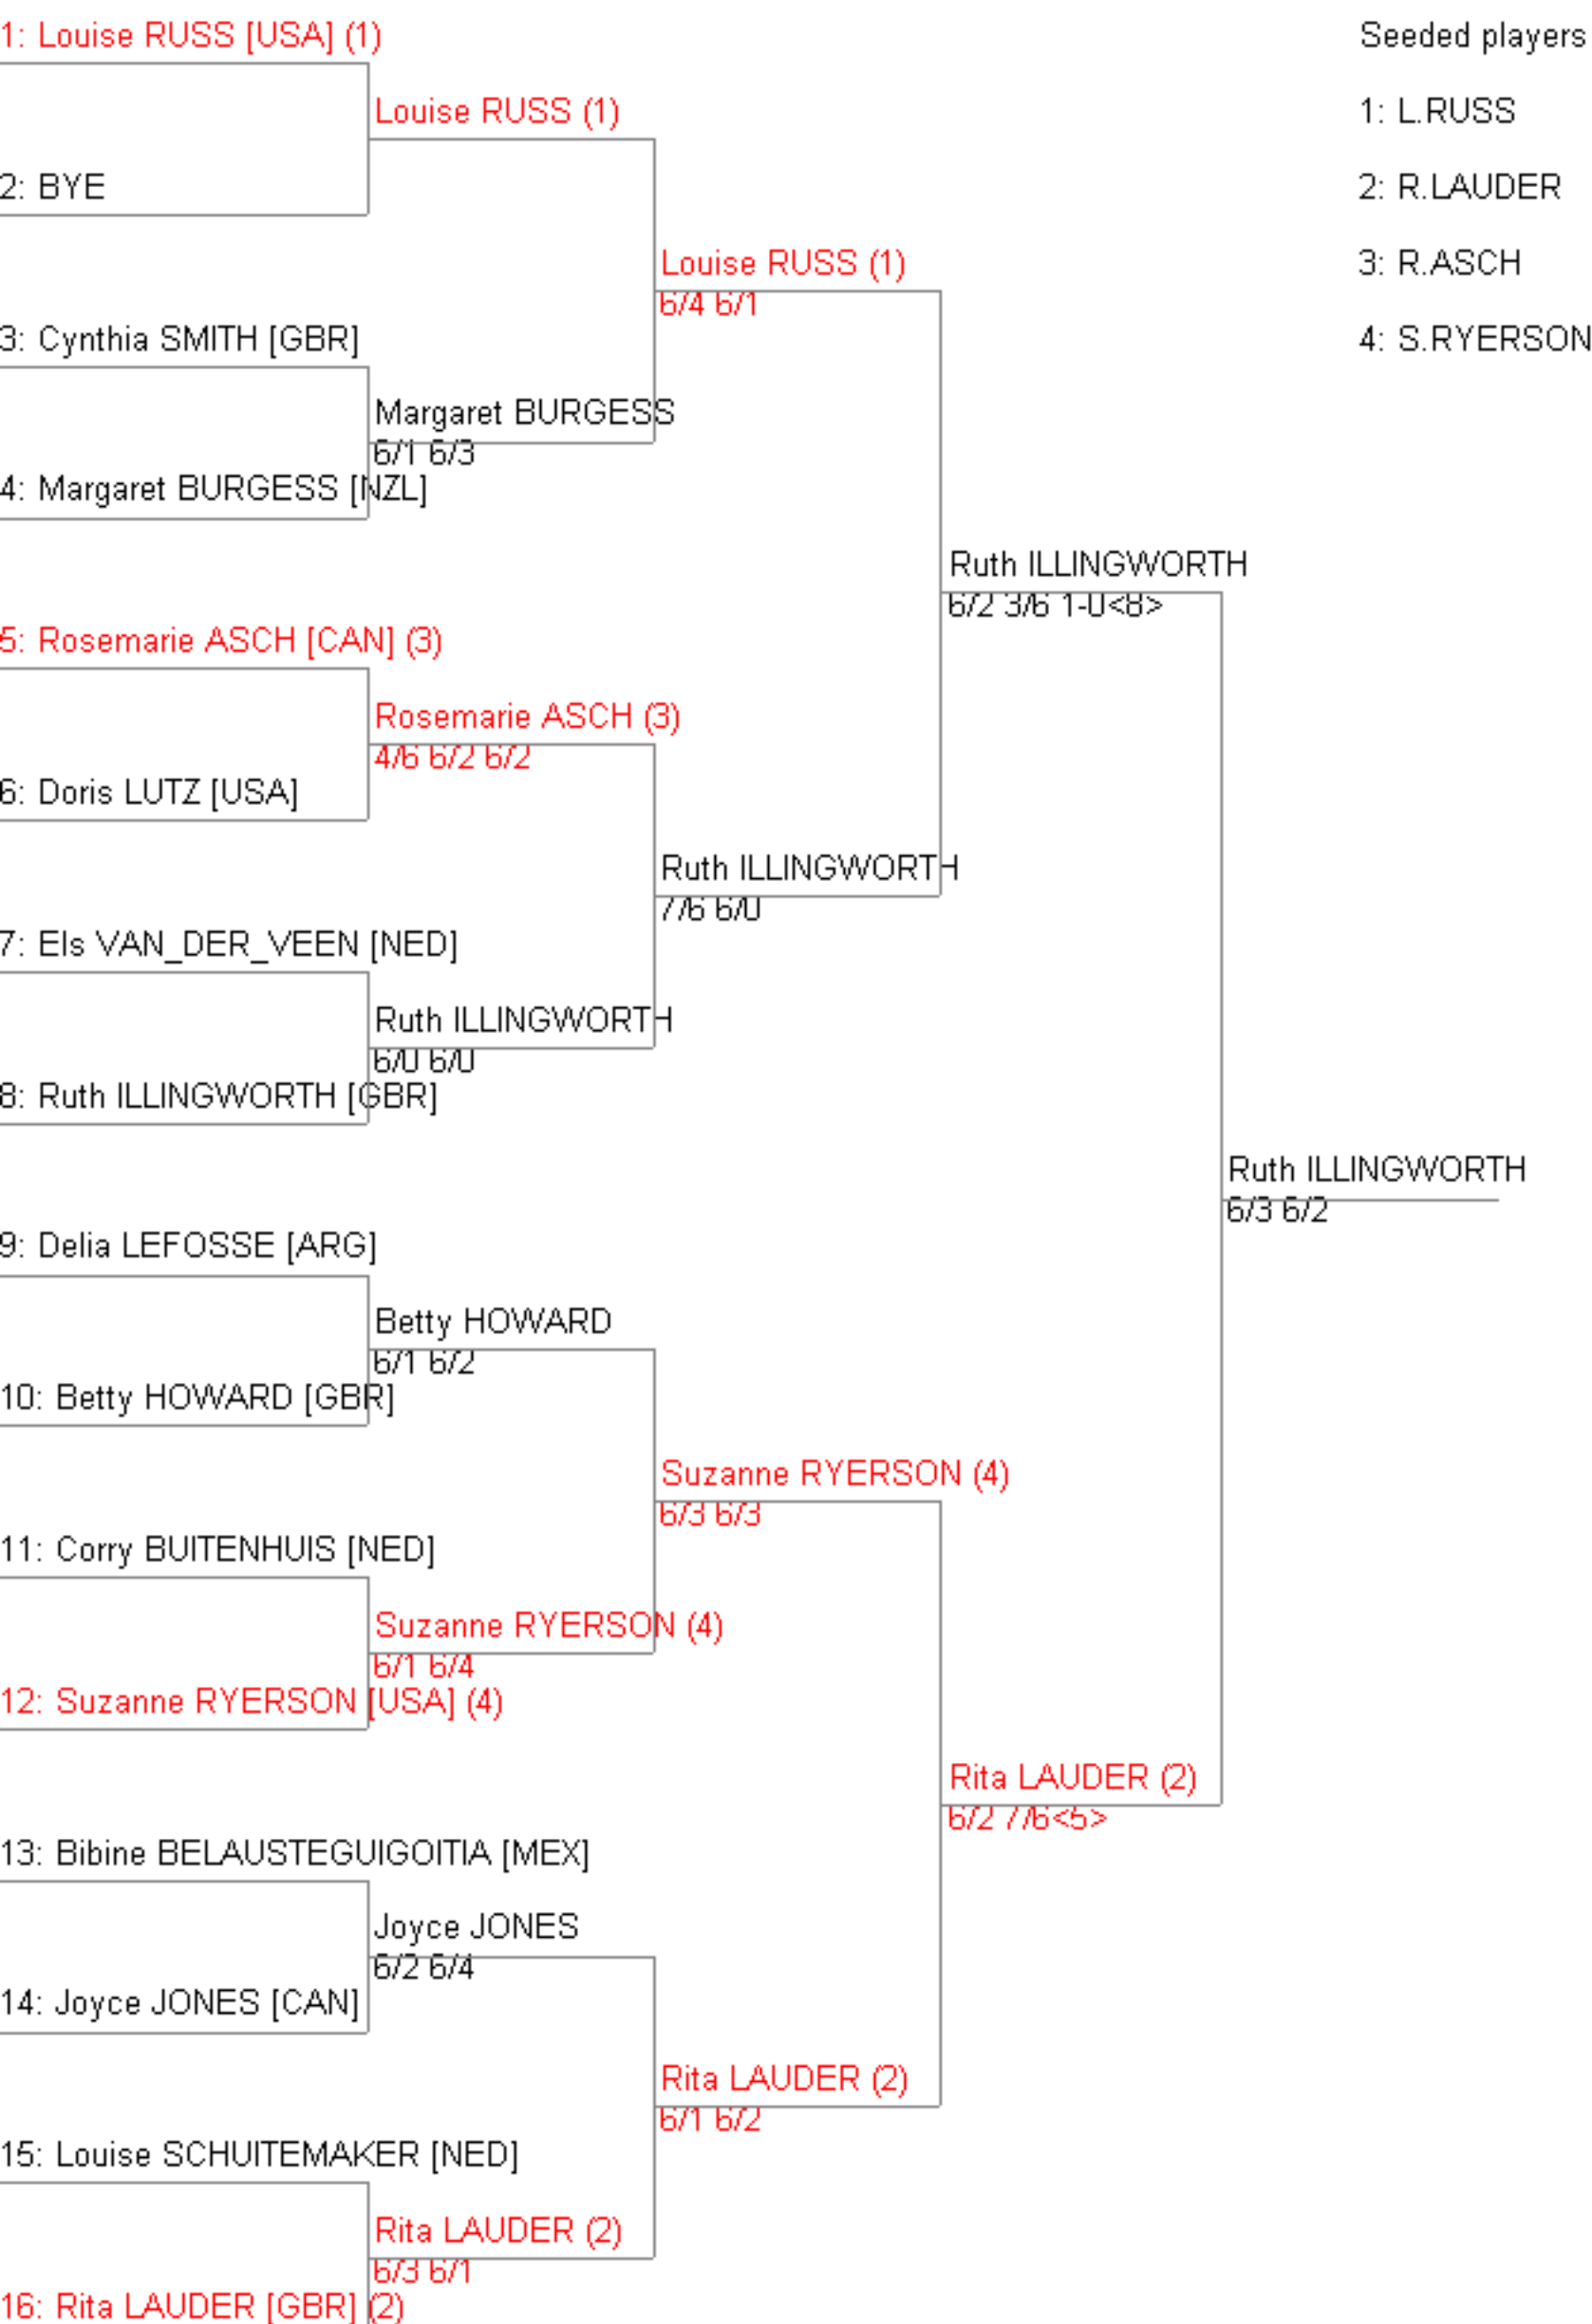 1: Louise RUSS [USA] (1)
Seeded players
Louise RUSS (1)
1: L.RUSS
2: BYE
2: R.LAUDER
Louise RUSS (1)
3: R.ASCH
6/4 6/1
3: Cynthia SMITH [GBR]
4: S.RYERSON
Margaret BURGESS
6/1 6/3
4: Margaret BURGESS [NZL]
Ruth ILLINGWORTH
6/2 3/6 1-0<8>
5: Rosemarie ASCH [CAN] (3)
Rosemarie ASCH (3)
4/6 6/2 6/2
6: Doris LUTZ [USA]
Ruth ILLINGWORTH
7/6 6/0
7: Els VAN_DER_VEEN [NED]
Ruth ILLINGWORTH
6/0 6/0
8: Ruth ILLINGWORTH [GBR]
Ruth ILLINGWORTH
6/3 6/2
9: Delia LEFOSSE [ARG]
Betty HOWARD
6/1 6/2
10: Betty HOWARD [GBR]
Suzanne RYERSON (4)
6/3 6/3
11: Corry BUITENHUIS [NED]
Suzanne RYERSON (4)
6/1 6/4
12: Suzanne RYERSON [USA] (4)
Rita LAUDER (2)
6/2 7/6<5>
13: Bibine BELAUSTEGUIGOITIA [MEX]
Joyce JONES
6/2 6/4
14: Joyce JONES [CAN]
Rita LAUDER (2)
6/1 6/2
15: Louise SCHUITEMAKER [NED]
Rita LAUDER (2)
6/3 6/1
16: Rita LAUDER [GBR] (2)